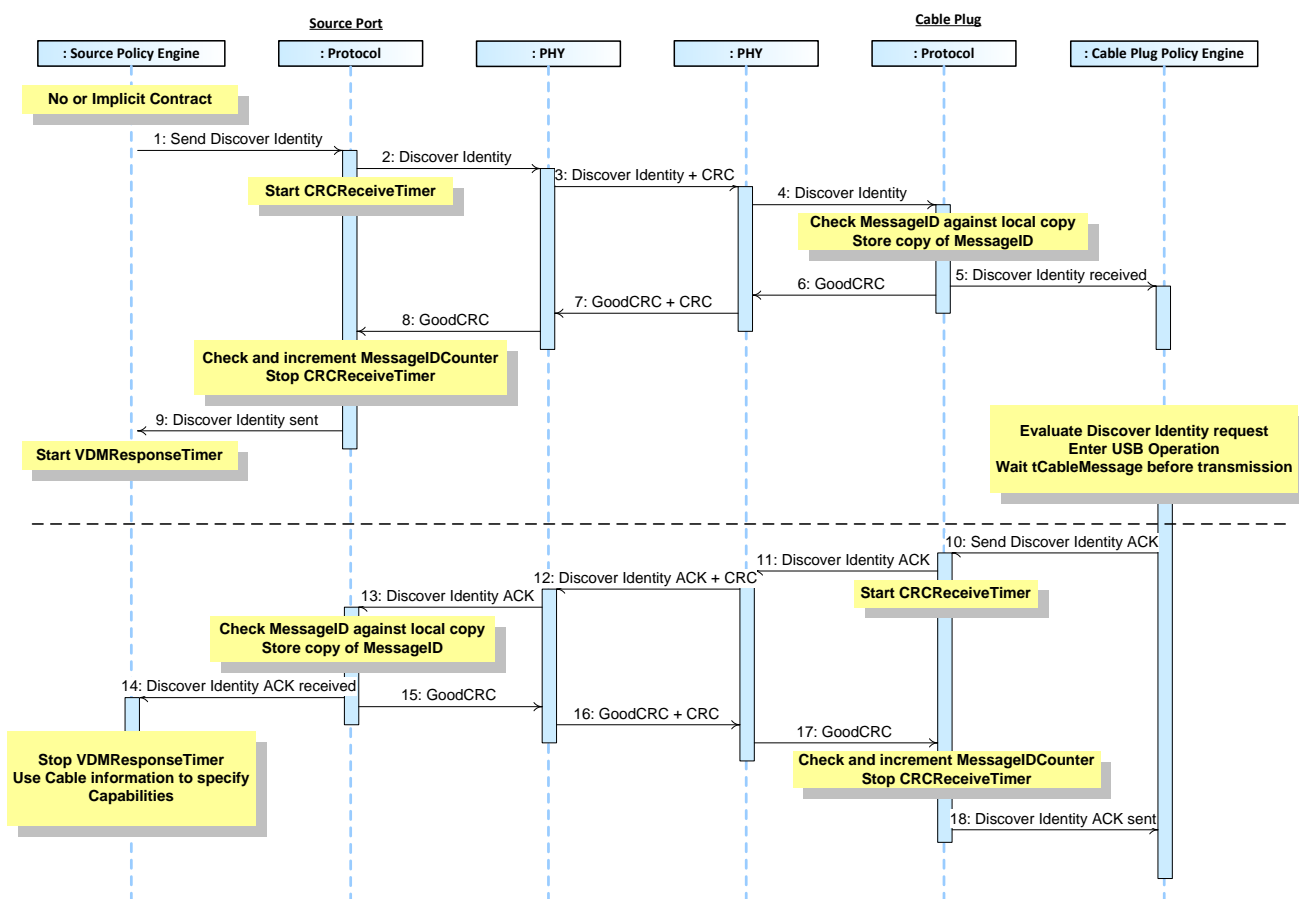 Source Port
Cable Plug
: Source Policy Engine
: Protocol
: PHY
: PHY
: Protocol
: Cable Plug Policy Engine
No or Implicit Contract
1: Send Discover Identity
2: Discover Identity
3: Discover Identity + CRC
Start CRCReceiveTimer
4: Discover Identity
Check MessageID against local copy
Store copy of MessageID
5: Discover Identity received
6: GoodCRC
7: GoodCRC + CRC
8: GoodCRC
Check and increment MessageIDCounter
Stop CRCReceiveTimer
9: Discover Identity sent
Start VDMResponseTimer
Evaluate Discover Identity request
Enter USB Operation
Wait tCableMessage before transmission
10: Send Discover Identity ACK
11: Discover Identity ACK
12: Discover Identity ACK + CRC
Start CRCReceiveTimer
13: Discover Identity ACK
Check MessageID against local copy
Store copy of MessageID
14: Discover Identity ACK received
15: GoodCRC
16: GoodCRC + CRC
17: GoodCRC
Stop VDMResponseTimer
Use Cable information to specify
Capabilities
Check and increment MessageIDCounter
Stop CRCReceiveTimer
18: Discover Identity ACK sent